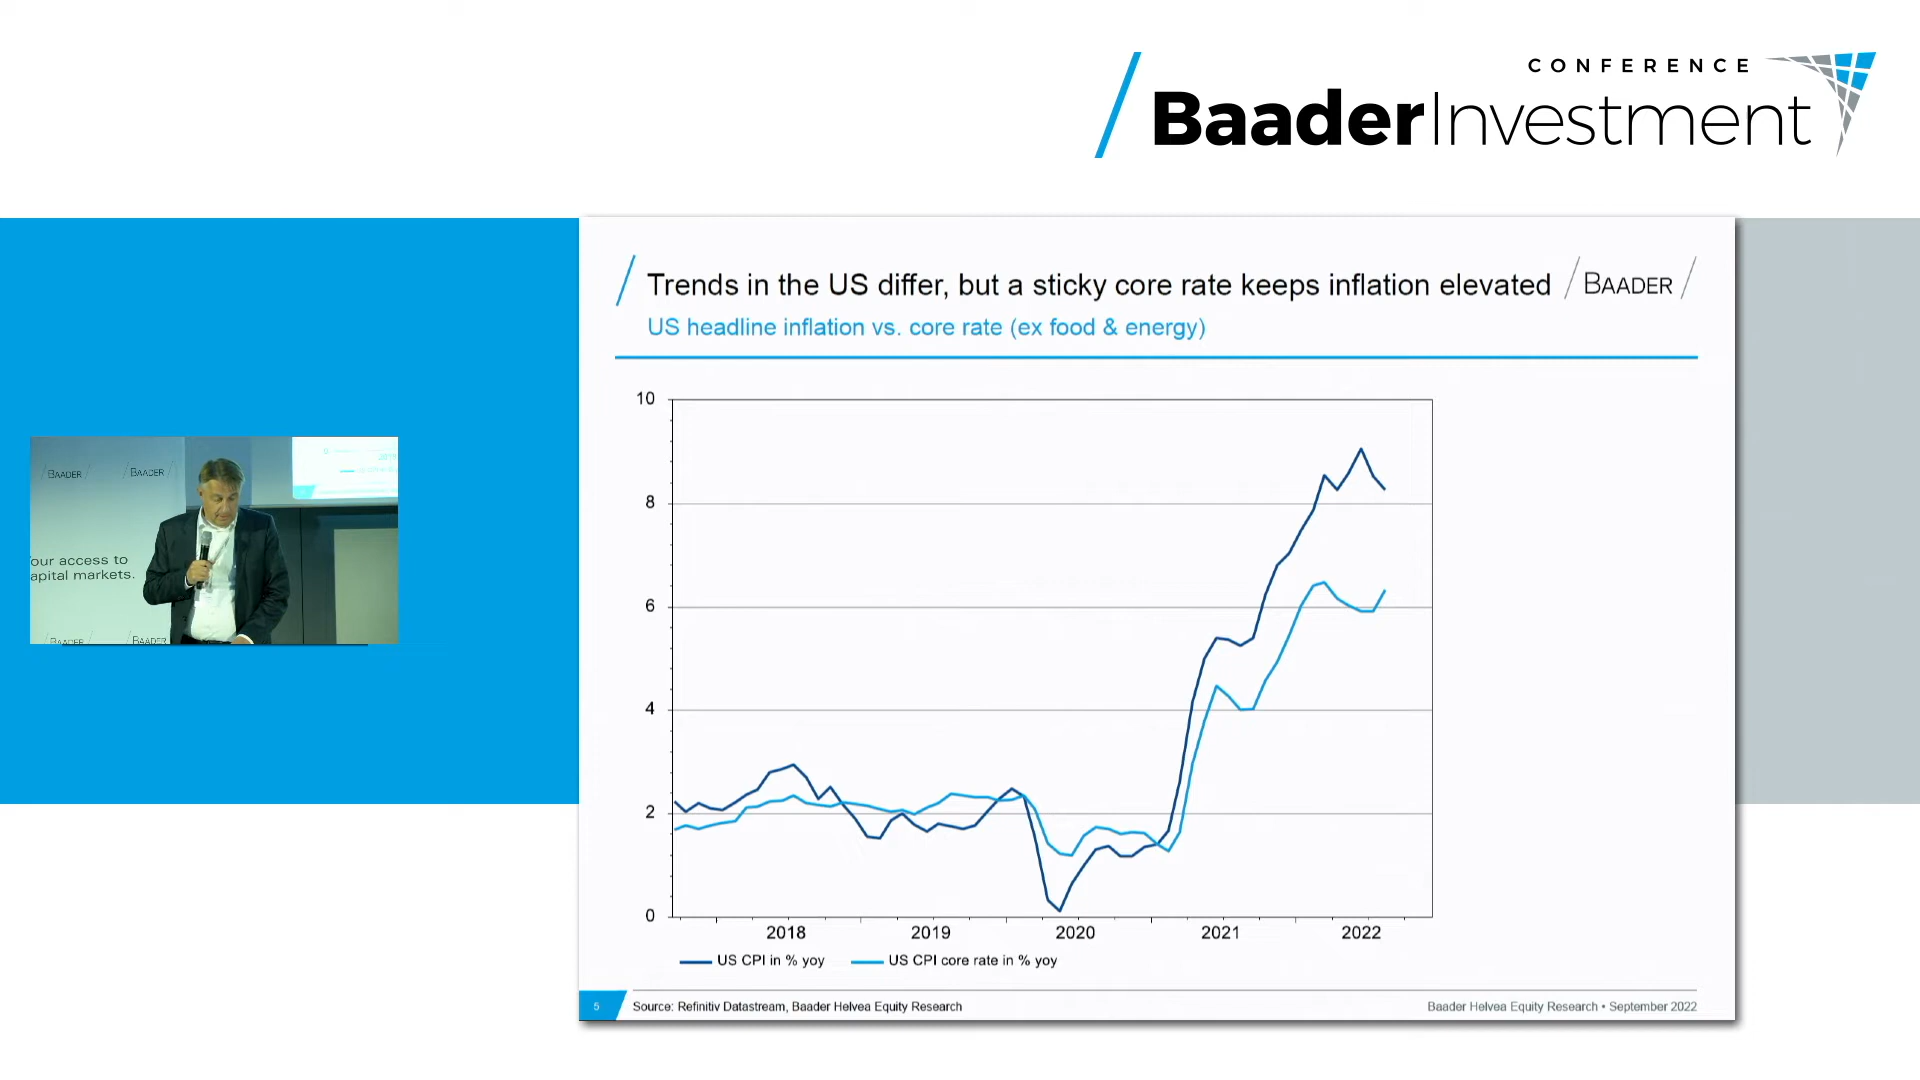 CONFERENCE
BaaderInvestment
Trends in the US differ, but a sticky core rate keeps inflation elevated
BAADER
US headline inflation vs. core rate (ex food & energy)
10
8
6
4
2
0
2018 2019 2020 2021 2022
US CPI in % yoy US CPI core rate in % yoy
5
Source: Refinitiv Datastream, Baader Helvea Equity Research
Baader Helvea Equity Research • September 2022
BAADER BAADER
our access to
apital markets.
BAADER BAADER